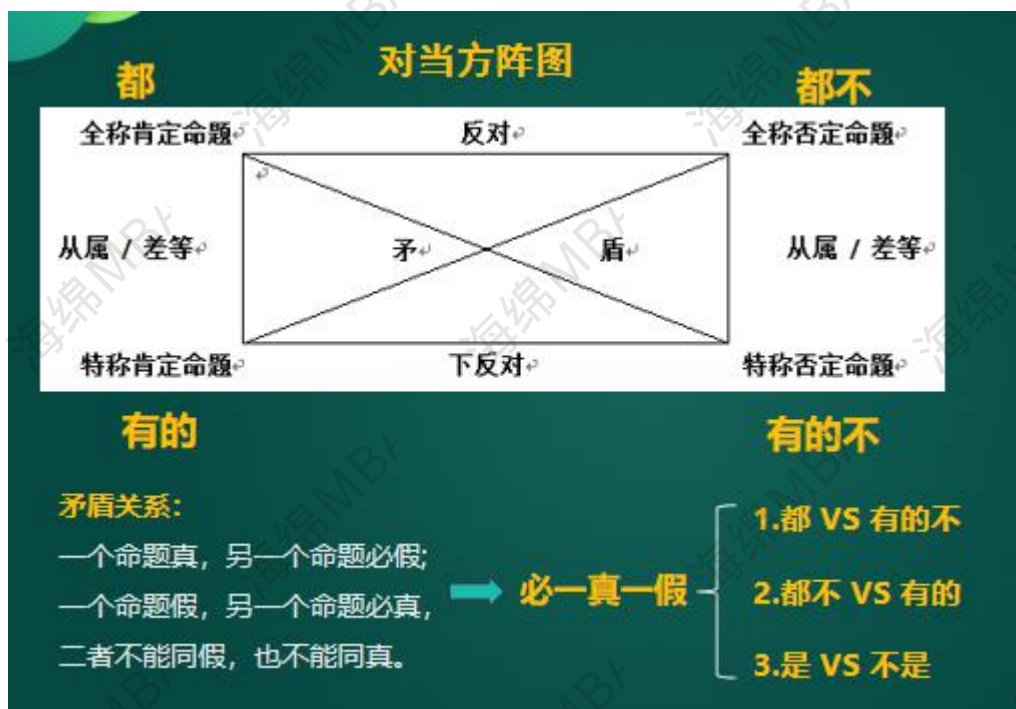 对当方阵图
都
都不
全称肯定命题
反对
全称否定命题
从属 / 差等
矛
盾
从属 / 差等
特称肯定命题
下反对
特称否定命题
有的
有的不
矛盾关系:
一个命题真，另一个命题必假;
一个命题假，另一个命题必真，
二者不能同假，也不能同真。
必一真一假
1.都 VS 有的不
2.都不 VS 有的
3.是 VS 不是
海绵MBA